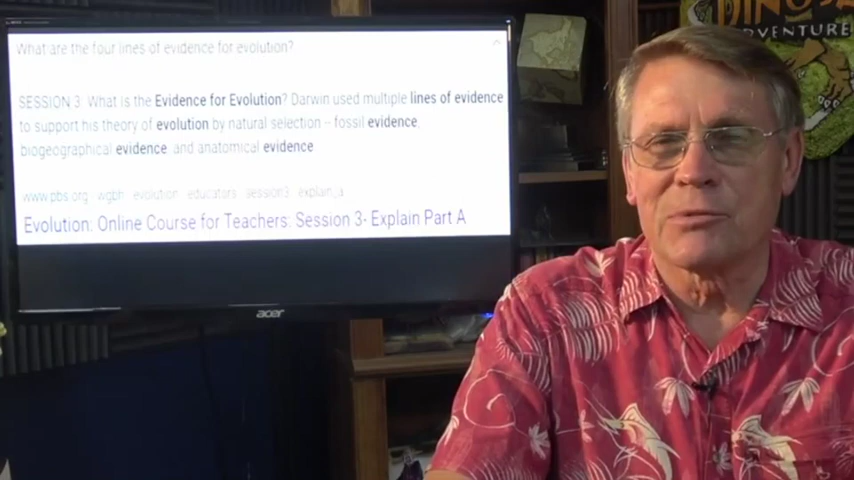 What are the four lines of evidence for evolution?
SESSION 3: What is the Evidence for Evolution? Darwin used multiple lines of evidence
to support his theory of evolution by natural selection -- fossil evidence,
biogeographical evidence, and anatomical evidence.
www.pbs.org wgbh evolution educators session3 explain_a
Evolution: Online Course for Teachers: Session 3- Explain Part A
acer
DINOSA
ADVENTURE